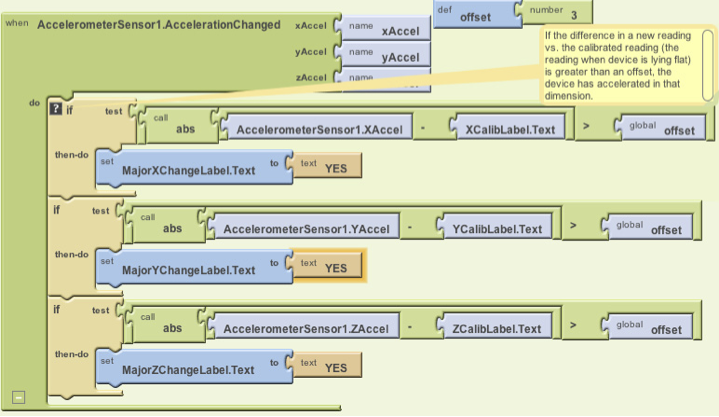 def offset number 3
when AccelerometerSensor1.AccelerationChanged xAccel name xAccel
yAccel name yAccel
zAccel name
If the difference in a new reading
vs. the calibrated reading (the
reading when device is lying flat)
is greater than an offset, the
device has accelerated in that
dimension.
do ? if test call abs AccelerometerSensor1.XAccel - XCalibLabel.Text > global offset
then-do set MajorXChangeLabel.Text to text YES
if test call abs AccelerometerSensor1.YAccel - YCalibLabel.Text > global offset
then-do set MajorYChangeLabel.Text to text YES
if test call abs AccelerometerSensor1.ZAccel - ZCalibLabel.Text > global offset
then-do set MajorZChangeLabel.Text to text YES